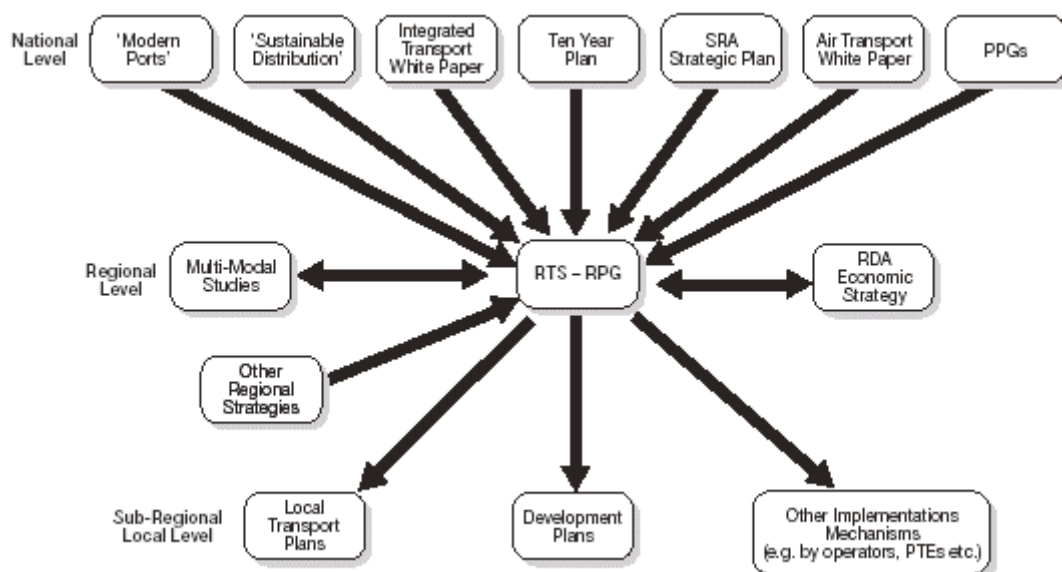 National
Level
'Modern
Ports'
'Sustainable
Distribution'
Integrated
Transport
White Paper
Ten Year
Plan
SRA
Strategic Plan
Air Transport
White Paper
PPGs
Regional
Level
Multi-Modal
Studies
RTS – RPG
RDA
Economic
Strategy
Other
Regional
Strategies
Sub-Regional
Local Level
Local
Transport
Plans
Development
Plans
Other Implementations
Mechanisms
(e.g. by operators, PTEs etc.)